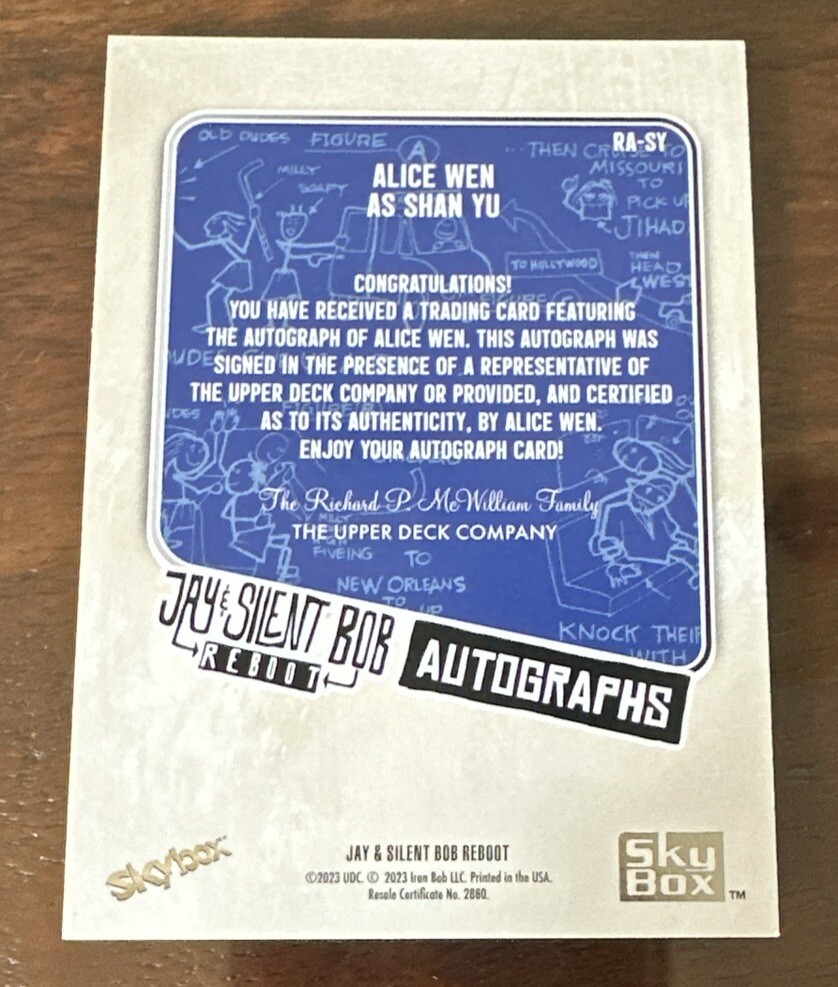 OLD DUDES FIGURE A
RA-SY
THEN CRUISE TO
MISSOURI
TO
PICK UP
JIHAD
MILLY
SOAPY
ALICE WEN
AS SHAN YU
TO HOLLYWOOD
THEN
HEAD
WEST
CONGRATULATIONS!
YOU HAVE RECEIVED A TRADING CARD FEATURING
THE AUTOGRAPH OF ALICE WEN. THIS AUTOGRAPH WAS
SIGNED IN THE PRESENCE OF A REPRESENTATIVE OF
THE UPPER DECK COMPANY OR PROVIDED, AND CERTIFIED
AS TO ITS AUTHENTICITY, BY ALICE WEN.
ENJOY YOUR AUTOGRAPH CARD!
The Richard P. McWilliam Family
THE UPPER DECK COMPANY
FIVEING
TO
NEW ORLEANS
TO
UP
KNOCK THEIR
WITH
JAY & SILENT BOB
REBOOT
AUTOGRAPHS
skybox
JAY & SILENT BOB REBOOT
©2023 UDC. © 2023 Iron Bob LLC. Printed in the USA.
Resale Certificate No. 2860.
Sky
Box TM